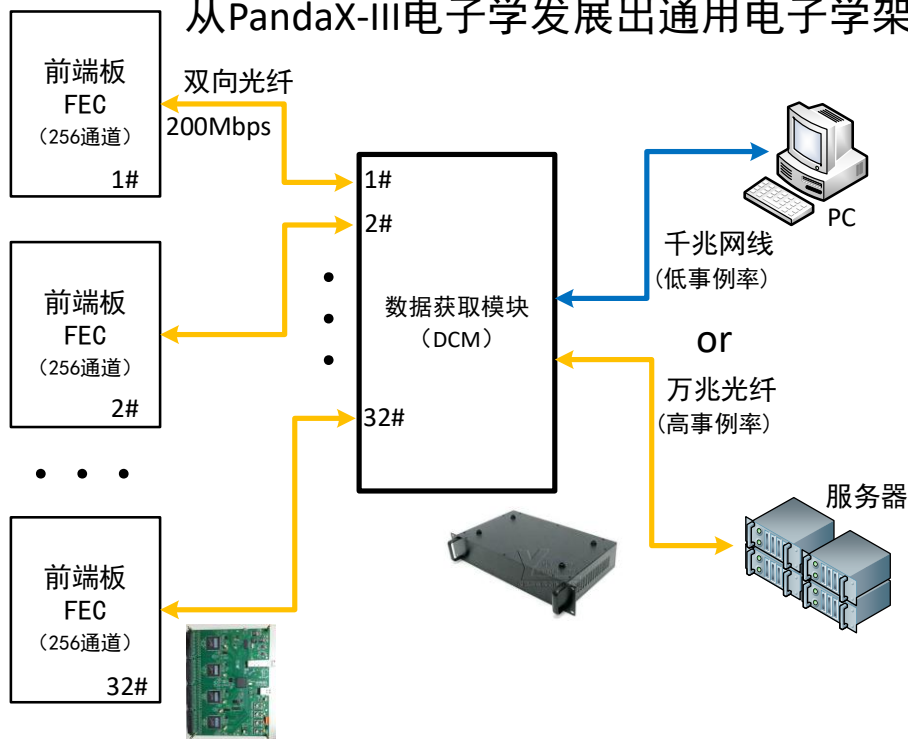 从PandaX-III电子学发展出通用电子学架
前端板
FEC
（256通道）
1#
双向光纤
200Mbps
前端板
FEC
（256通道）
2#
前端板
FEC
（256通道）
32#
1#
2#
32#
数据获取模块
（DCM）
PC
千兆网线
(低事例率)
or
万兆光纤
(高事例率)
服务器